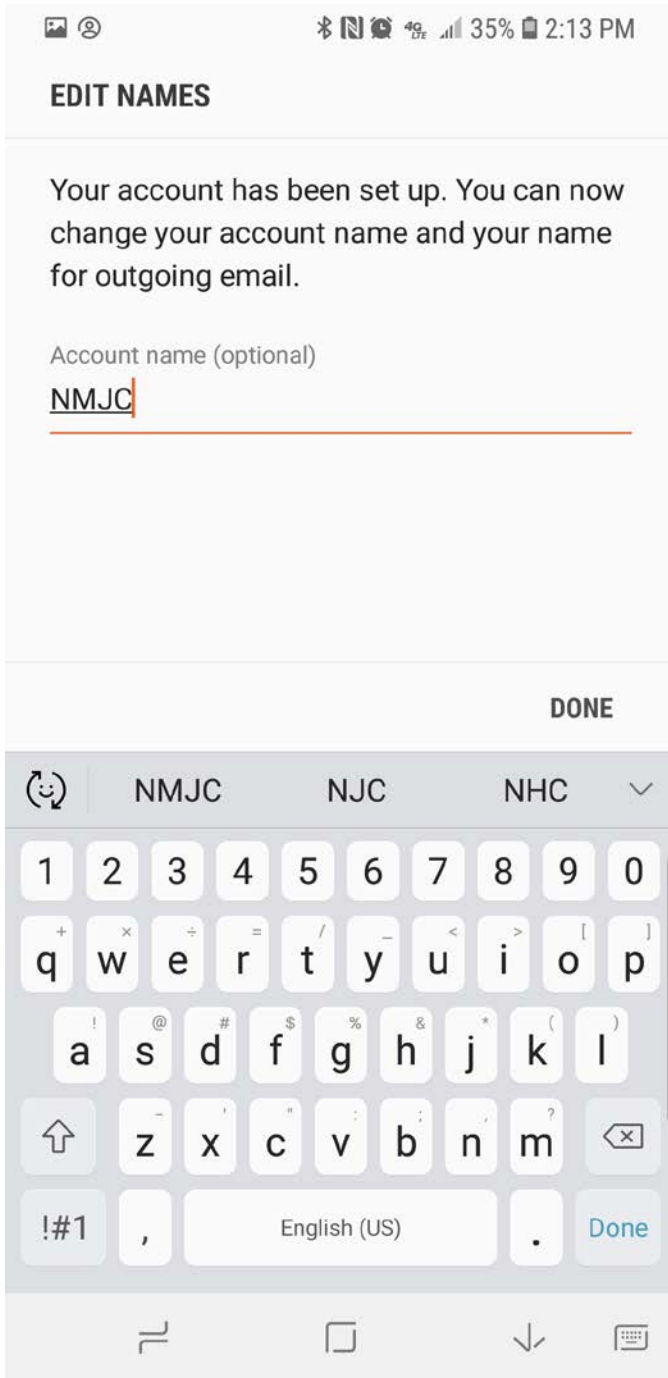 4G LTE 35% 2:13 PM
EDIT NAMES
Your account has been set up. You can now
change your account name and your name
for outgoing email.
Account name (optional)
NMJC
DONE
NMJC NJC NHC
1 2 3 4 5 6 7 8 9 0
+ × ÷ = / _ < > [ ]
q w e r t y u i o p
! @ # $ % & * ( )
a s d f g h j k l
- ' " : ; , ?
z x c v b n m
!#1 , English (US) . Done